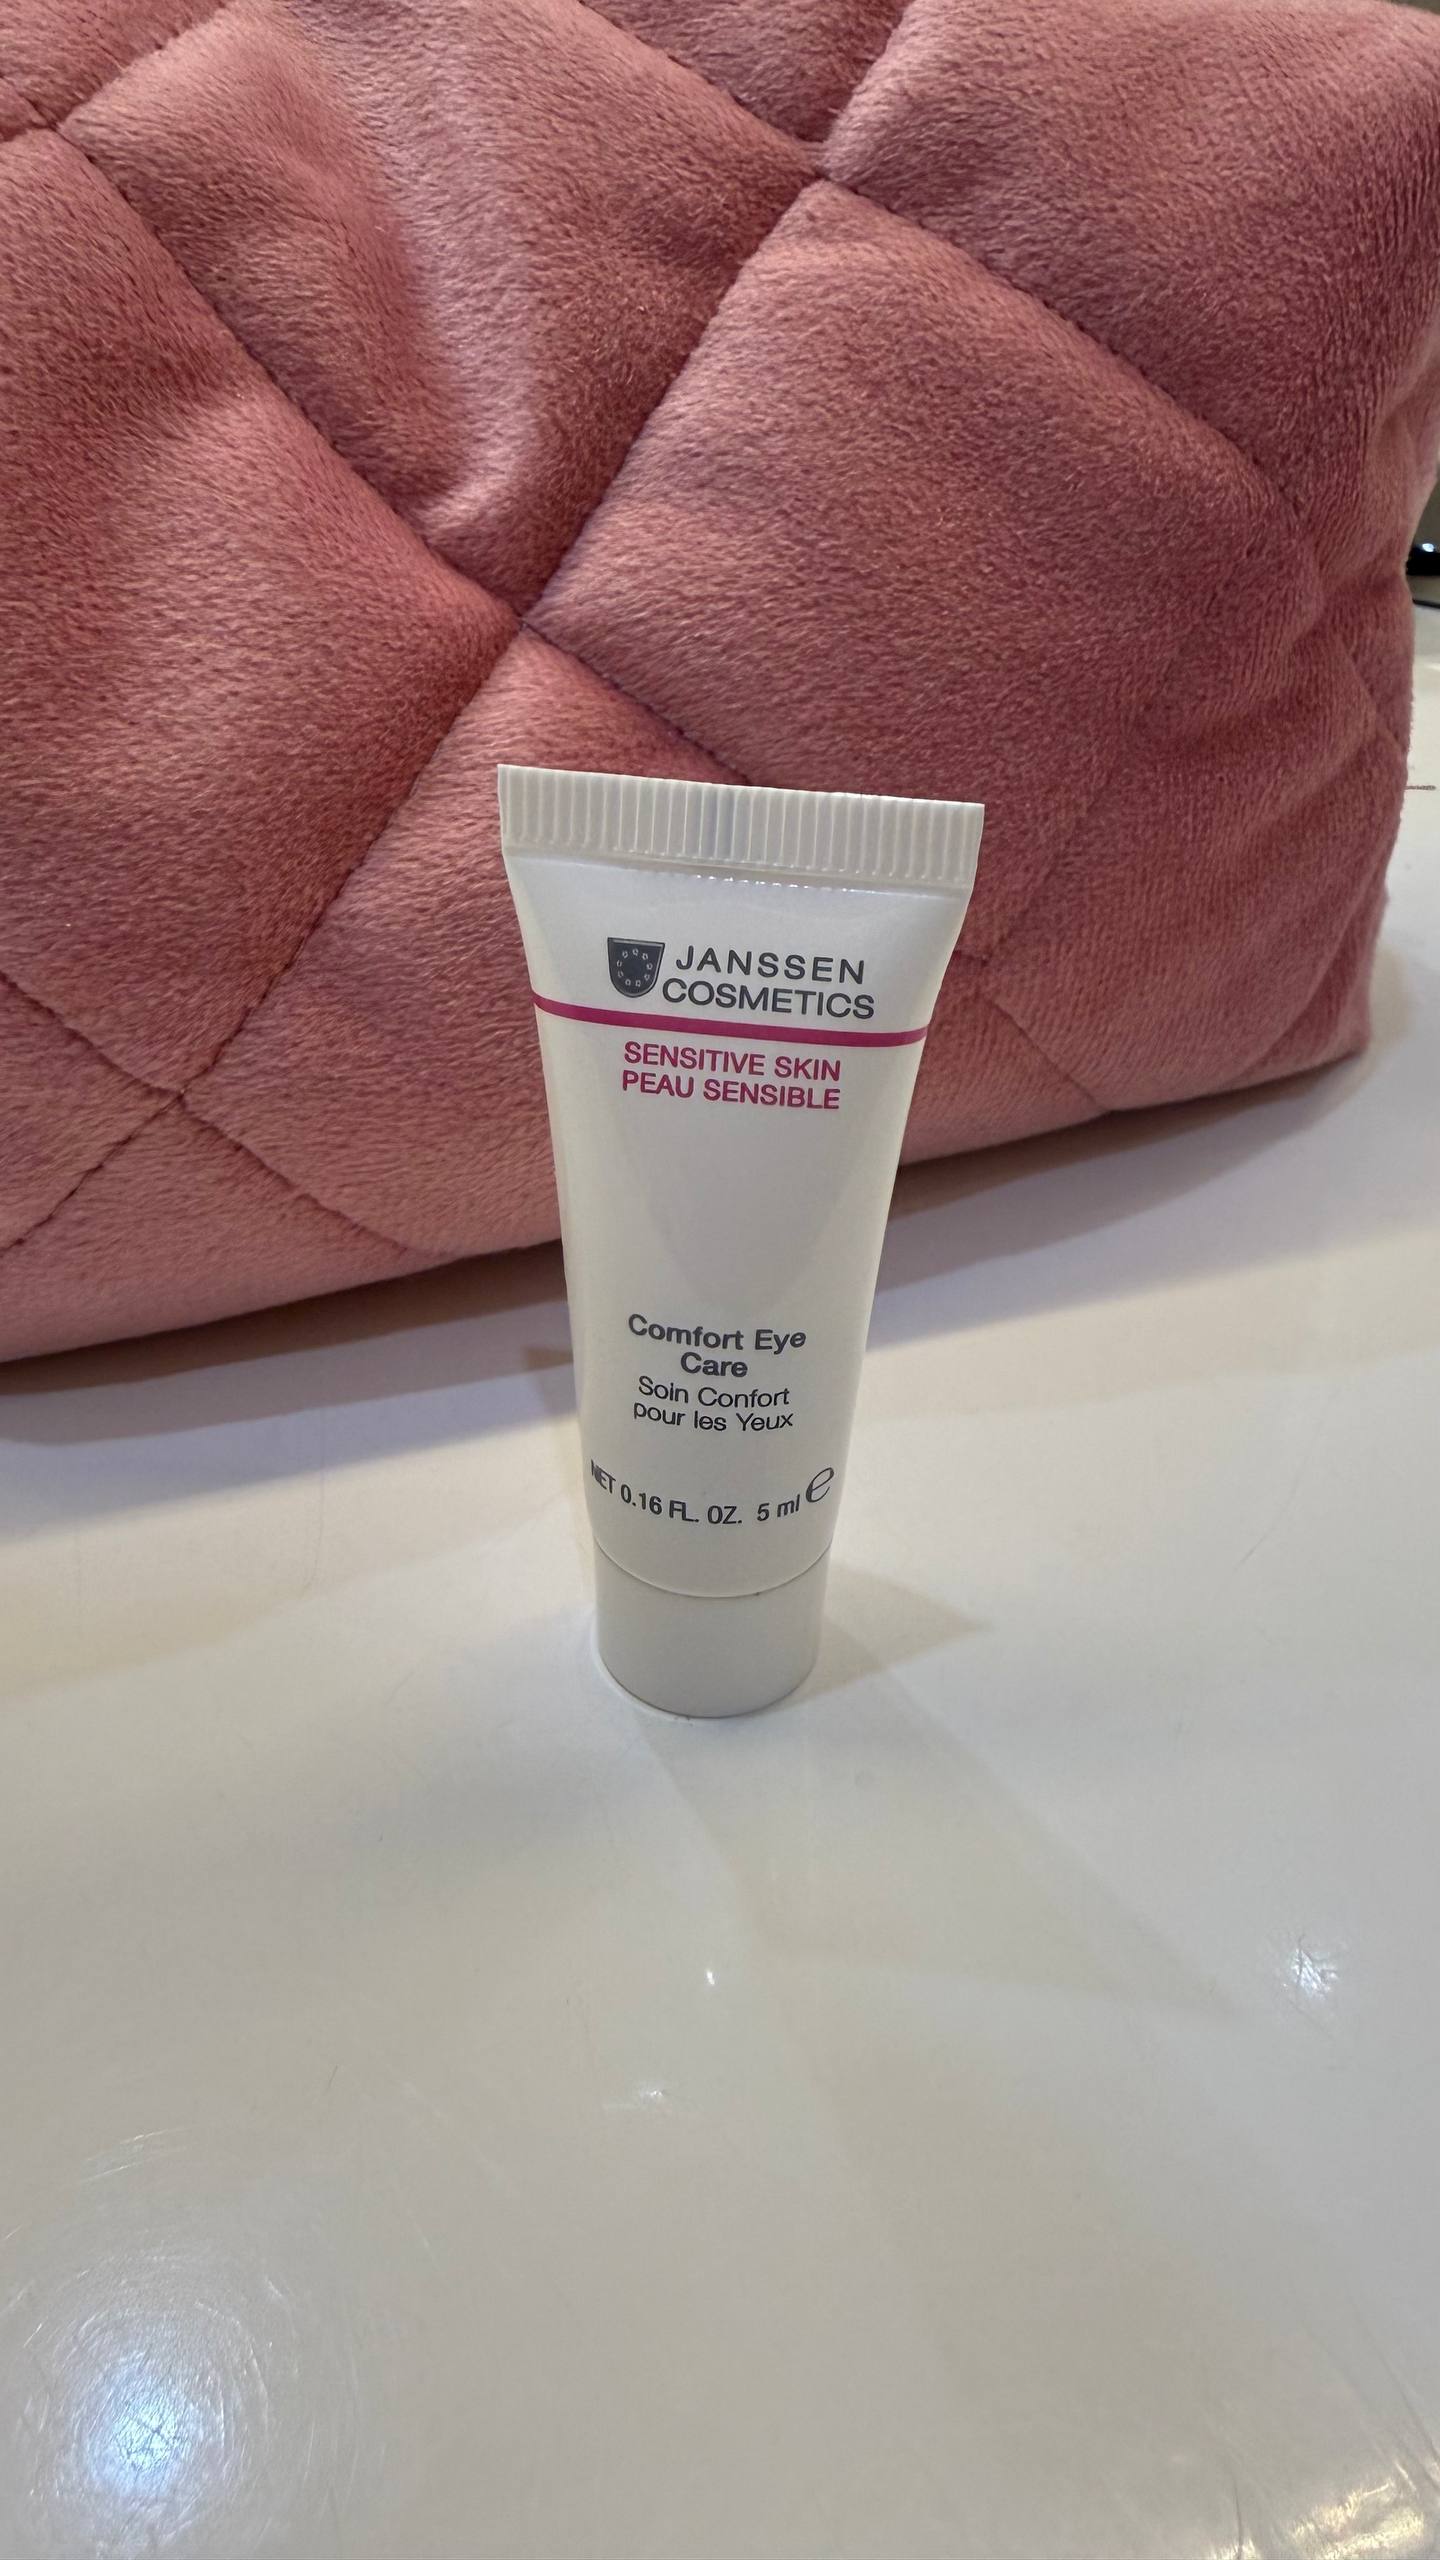 JANSSEN
COSMETICS
SENSITIVE SKIN
PEAU SENSIBLE
Comfort Eye
Care
Soin Confort
pour les Yeux
NET 0.16 FL. OZ. 5 ml ℮